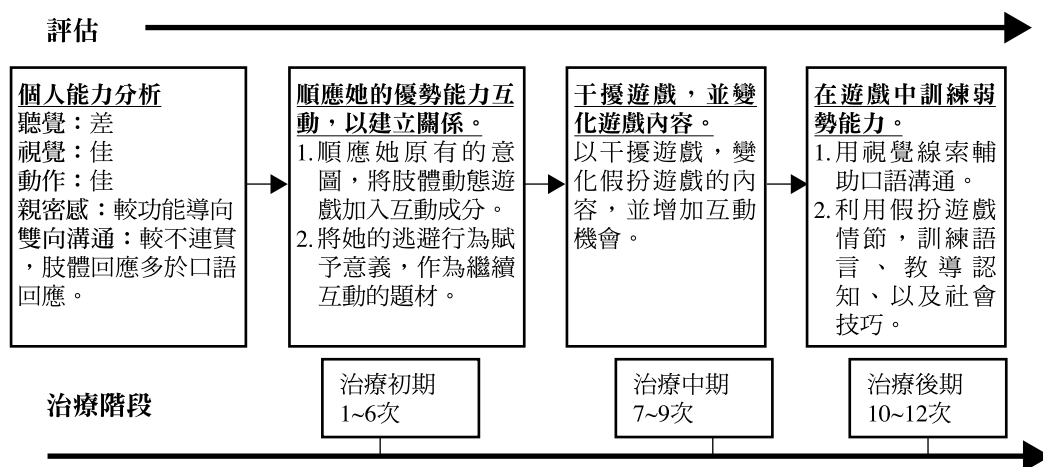 評估
個人能力分析
聽覺：差
視覺：佳
動作：佳
親密感：較功能導向
雙向溝通：較不連貫
，肢體回應多於口語
回應。
順應她的優勢能力互
動，以建立關係。
1. 順應她原有的意
圖，將肢體動態遊
戲加入互動成分。
2. 將她的逃避行為賦
予意義，作為繼續
互動的題材。
干擾遊戲，並變
化遊戲內容。
以干擾遊戲，變
化假扮遊戲的內
容，並增加互動
機會。
在遊戲中訓練弱
勢能力。
1. 用視覺線索輔
助口語溝通。
2. 利用假扮遊戲
情節，訓練語
言、教導認
知、以及社會
技巧。
治療階段
治療初期
1~6次
治療中期
7~9次
治療後期
10~12次